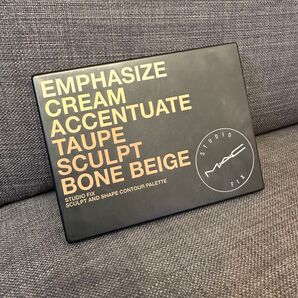 EMPHASIZE
CREAM
ACCENTUATE
TAUPE
SCULPT
BONE BEIGE
STUDIO FIX
SCULPT AND SHAPE CONTOUR PALETTE
STUDIO
MAC
FIX